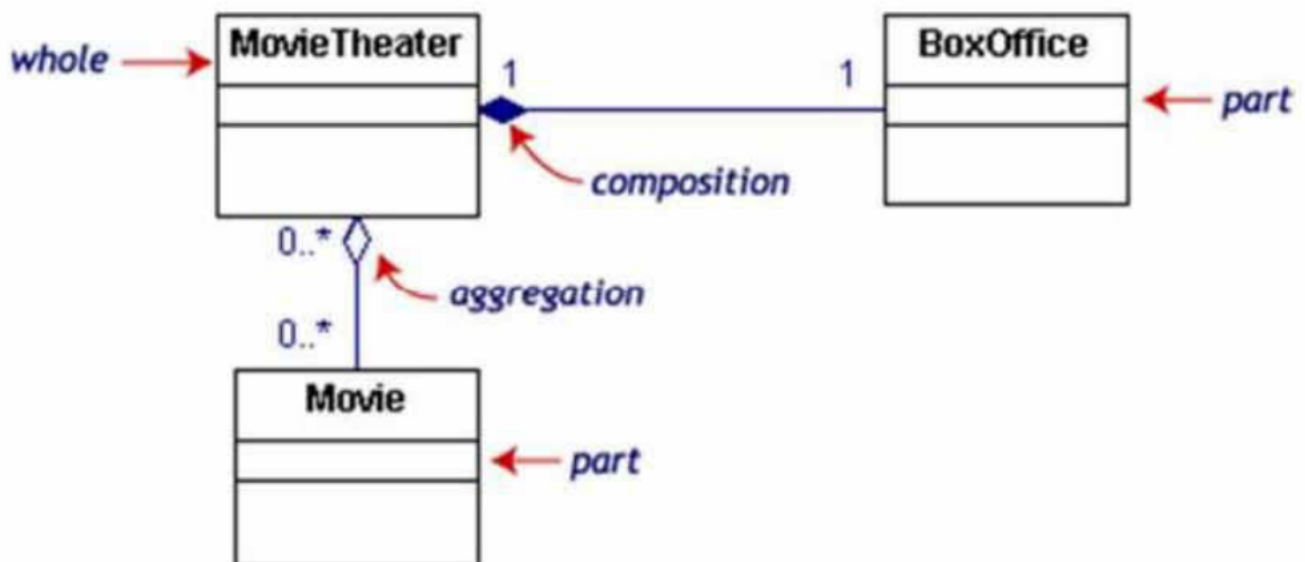 whole
MovieTheater
1
1
BoxOffice
part
composition
0..*
aggregation
0..*
Movie
part